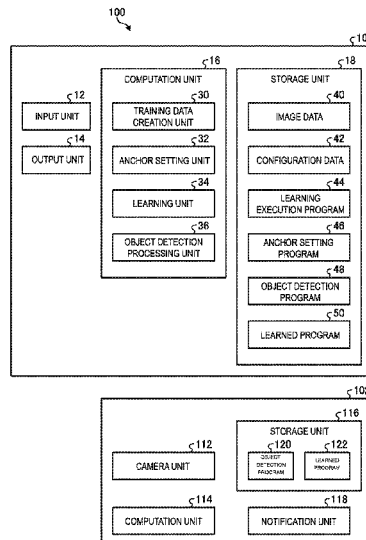 100
10
16
COMPUTATION UNIT
18
STORAGE UNIT
12
INPUT UNIT
14
OUTPUT UNIT
30
TRAINING DATA
CREATION UNIT
32
ANCHOR SETTING UNIT
34
LEARNING UNIT
36
OBJECT DETECTION
PROCESSING UNIT
40
IMAGE DATA
42
CONFIGURATION DATA
44
LEARNING
EXECUTION PROGRAM
46
ANCHOR SETTING
PROGRAM
48
OBJECT DETECTION
PROGRAM
50
LEARNED PROGRAM
102
112
CAMERA UNIT
114
COMPUTATION UNIT
116
STORAGE UNIT
120
OBJECT
DETECTION
PROGRAM
122
LEARNED
PROGRAM
118
NOTIFICATION UNIT